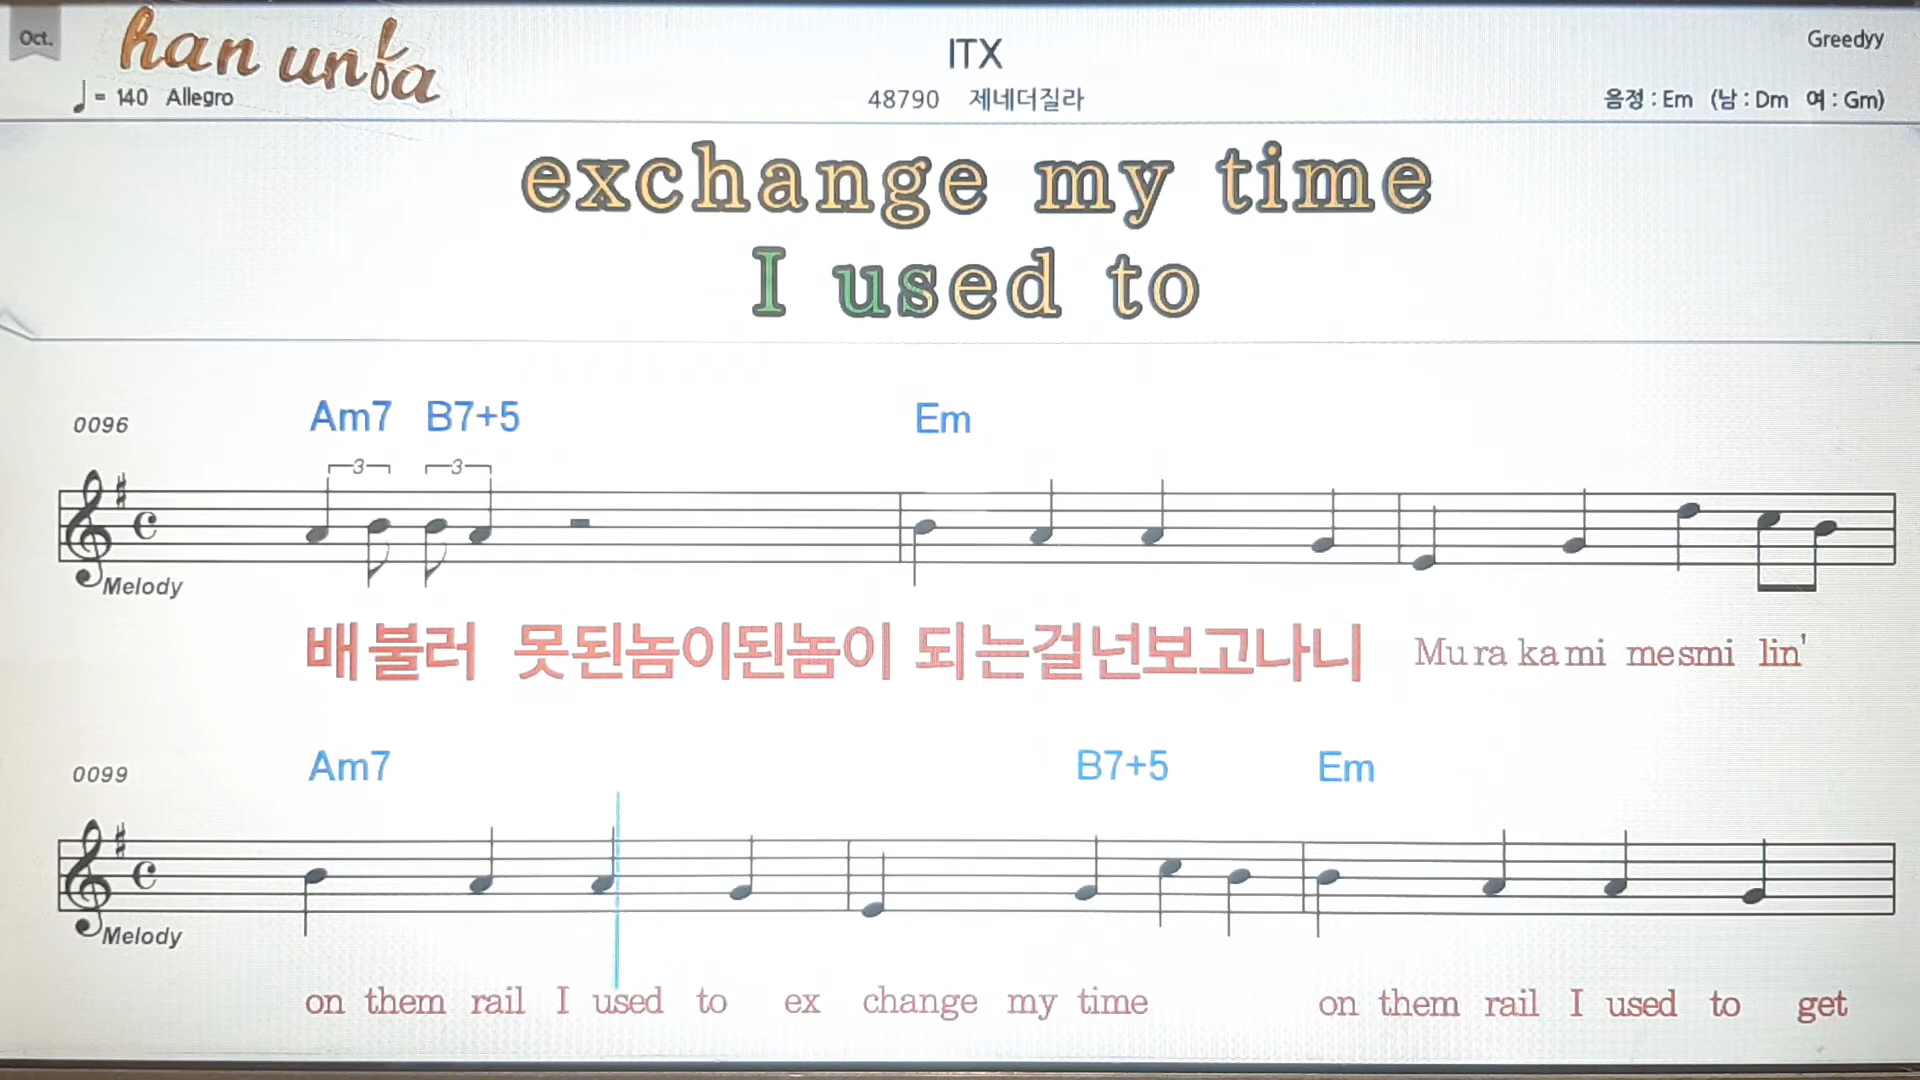 Oct.
han unfa
ITX
Greedyy
= 140 Allegro
48790 제네더질라
음정 : Em (남 : Dm 여 : Gm)
exchange my time
I used to
0096 Am7 B7+5 Em
3 3
Melody
배불러 못된놈이된놈이 되는걸넌보고나니 Mu ra ka mi me smi lin'
0099 Am7 B7+5 Em
Melody
on them rail I used to ex change my time on them rail I used to get